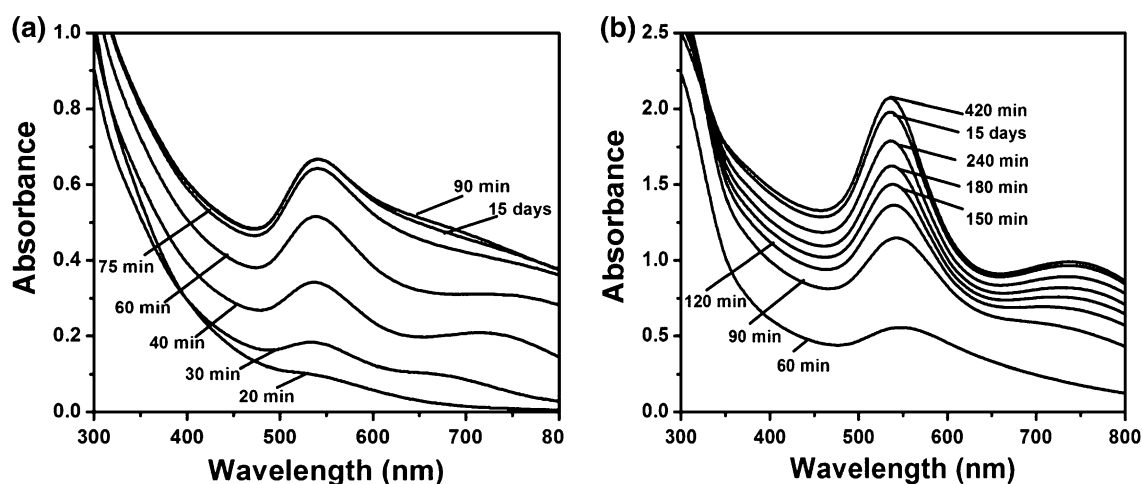 (a)
1.0
0.8
0.6
0.4
0.2
0.0
Absorbance
300 400 500 600 700 80
Wavelength (nm)
90 min
15 days
75 min
60 min
40 min
30 min
20 min
(b)
2.5
2.0
1.5
1.0
0.5
0.0
Absorbance
300 400 500 600 700 800
Wavelength (nm)
420 min
15 days
240 min
180 min
150 min
120 min
90 min
60 min